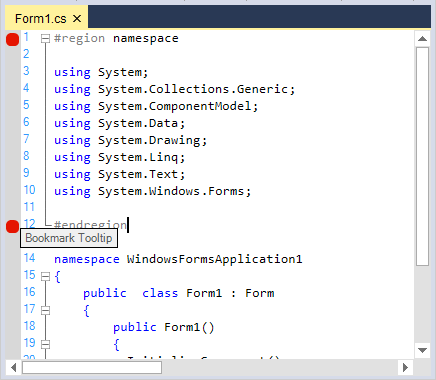 Form1.cs ×
1 #region namespace
2
3 using System;
4 using System.Collections.Generic;
5 using System.ComponentModel;
6 using System.Data;
7 using System.Drawing;
8 using System.Linq;
9 using System.Text;
10 using System.Windows.Forms;
11
12 #endregion
Bookmark Tooltip
14 namespace WindowsFormsApplication1
15 {
16 public  class Form1 : Form
17 {
18 public Form1()
19 {
20 InitializeComponent()